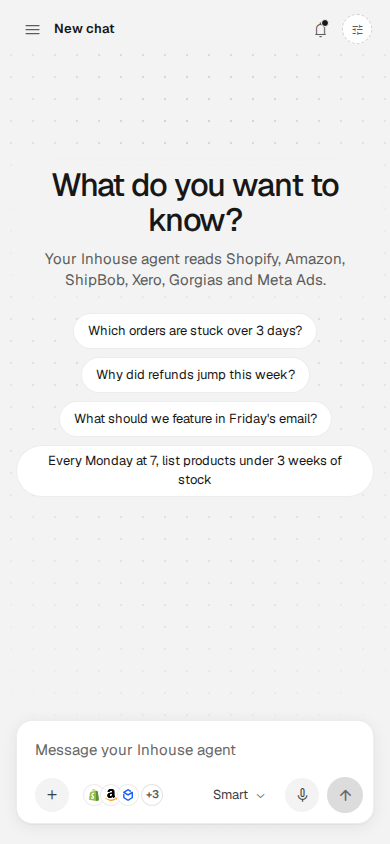 New chat
What do you want to
know?
Your Inhouse agent reads Shopify, Amazon,
ShipBob, Xero, Gorgias and Meta Ads.
Which orders are stuck over 3 days?
Why did refunds jump this week?
What should we feature in Friday's email?
Every Monday at 7, list products under 3 weeks of
stock
Message your Inhouse agent
+3
Smart